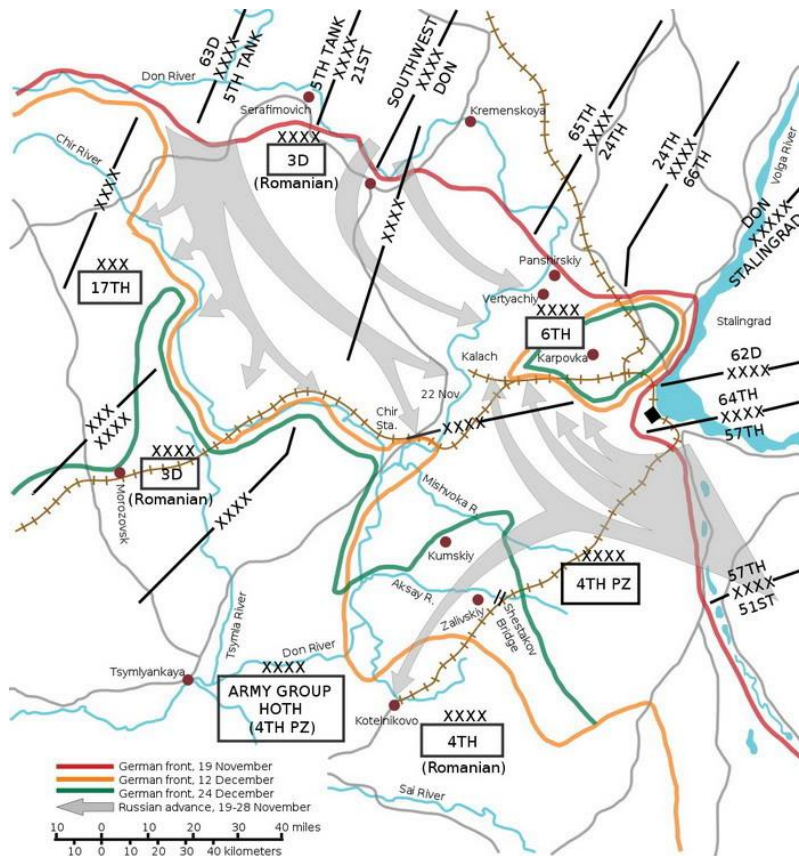 63D
XXXX
5TH TANK
5TH TANK
XXXX
21ST
SOUTHWEST
XXXX
DON
Don River
Serafimovich
Kremenskoya
XXXX
3D
(Romanian)
Chir River
XXXX
XXXX
65TH
XXXX
24TH
24TH
XXXX
66TH
Volga River
DON
XXXXX
STALINGRAD
XXX
17TH
Panshirskiy
Vertyachiy
XXXX
6TH
Karpovka
Kalach
Stalingrad
62D
XXXX
64TH
XXXX
57TH
22 Nov
Chir
Sta.
XXXX
XXX
XXXX
XXXX
3D
(Romanian)
Morozovsk
XXXX
Mishvoka R.
Kumskiy
XXXX
4TH PZ
Aksay R.
Zalivskiy
Shestakov
Bridge
57TH
XXXX
51ST
Tsymla River
Don River
Tsymlyankaya
XXXX
ARMY GROUP
HOTH
(4TH PZ)
Kotelnikovo
XXXX
4TH
(Romanian)
Sal River
German front, 19 November
German front, 12 December
German front, 24 December
Russian advance, 19-28 November
10 0 10 20 30 40 miles
10 0 10 20 30 40 kilometers